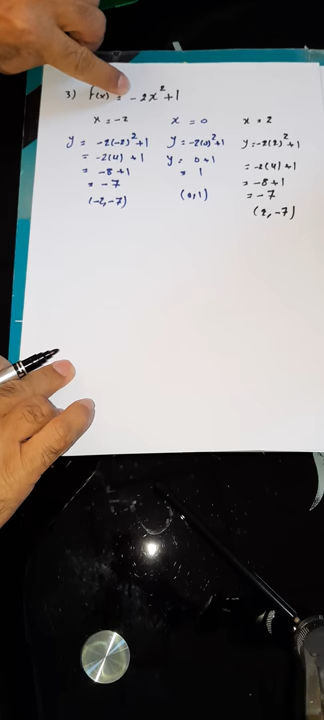 3) f(x) = -2x²+1
x = -2
y = -2(-2)²+1
= -2(4)+1
= -8+1
= -7
(-2,-7)
x = 0
y = -2(0)²+1
y = 0+1
= 1
(0,1)
x = 2
y = -2(2)²+1
= -2(4)+1
= -8+1
= -7
(2,-7)